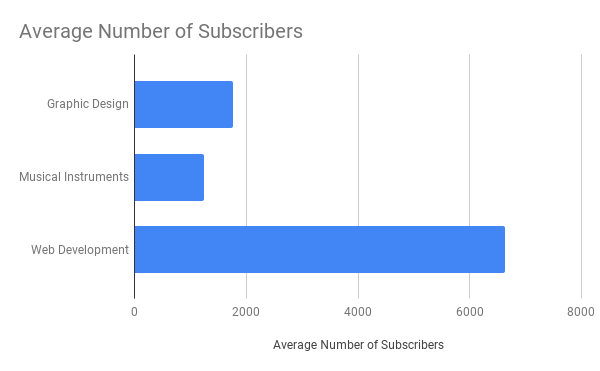 Average Number of Subscribers
Graphic Design
Musical Instruments
Web Development
0 2000 4000 6000 8000
Average Number of Subscribers